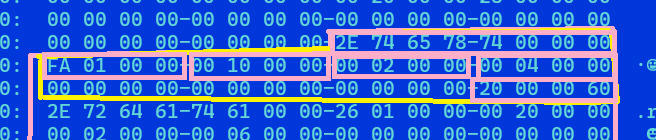 0: 00 00 00 00-00 00 00 00-00 00 00 00
0: 00 00 00 00-00 00 00 00-2E 74 65 78-74 00 00 00
0: FA 01 00 00-00 10 00 00-00 02 00 00-00 04 00 00
0: 00 00 00 00-00 00 00 00-00 00 00 00-20 00 00 60
0: 2E 72 64 61-74 61 00 00-26 01 00 00-00 20 00 00 .r
0: 00 02 00 00-00 06 00 00-00 00 00 00-00 00 00 00